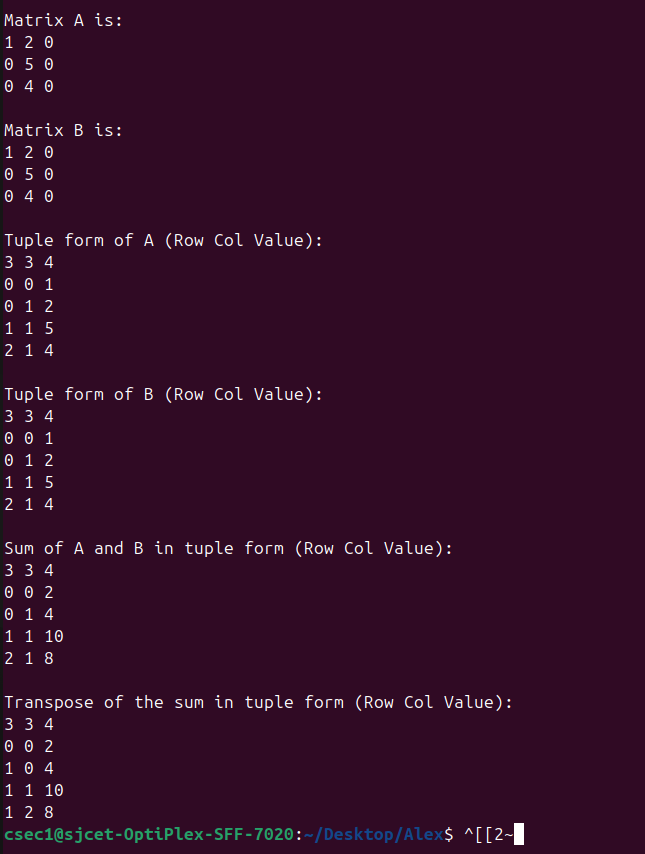 Matrix A is:
1 2 0
0 5 0
0 4 0
Matrix B is:
1 2 0
0 5 0
0 4 0
Tuple form of A (Row Col Value):
3 3 4
0 0 1
0 1 2
1 1 5
2 1 4
Tuple form of B (Row Col Value):
3 3 4
0 0 1
0 1 2
1 1 5
2 1 4
Sum of A and B in tuple form (Row Col Value):
3 3 4
0 0 2
0 1 4
1 1 10
2 1 8
Transpose of the sum in tuple form (Row Col Value):
3 3 4
0 0 2
1 0 4
1 1 10
1 2 8
csec1@sjcet-OptiPlex-SFF-7020:~/Desktop/Alex$ ^[[2~